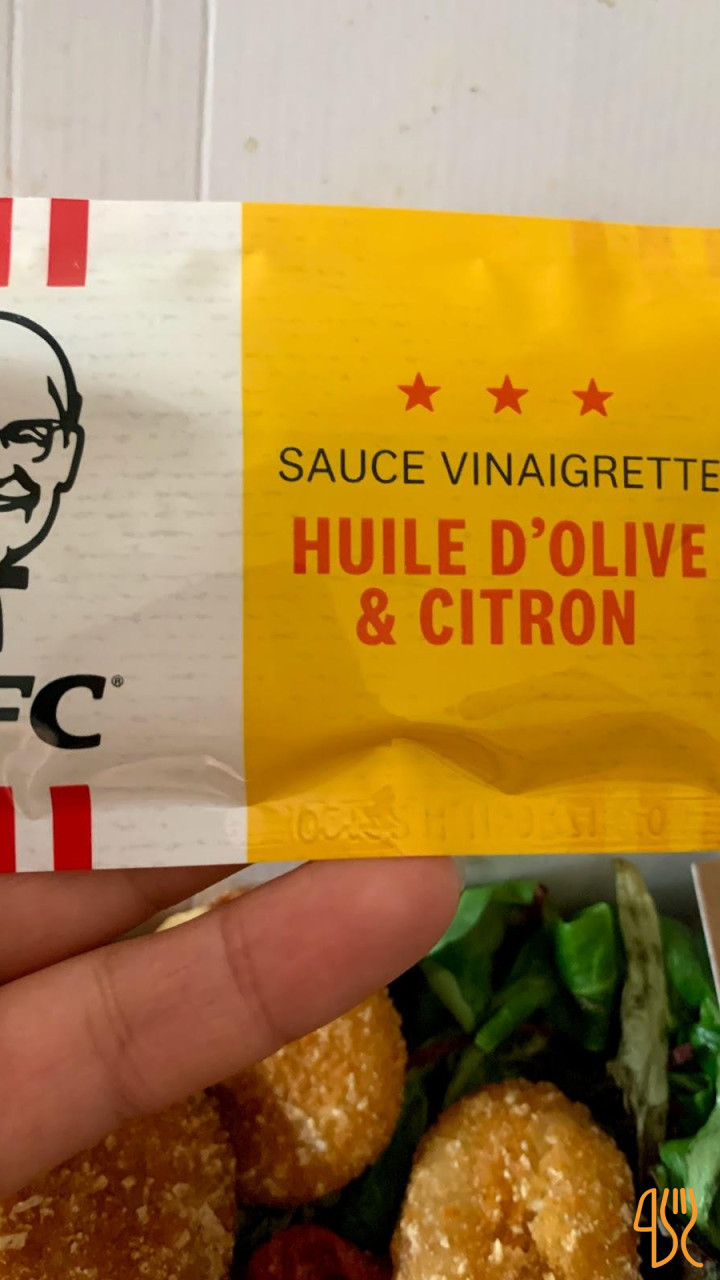 SAUCE VINAIGRETTE
HUILE D'OLIVE
& CITRON
FC®